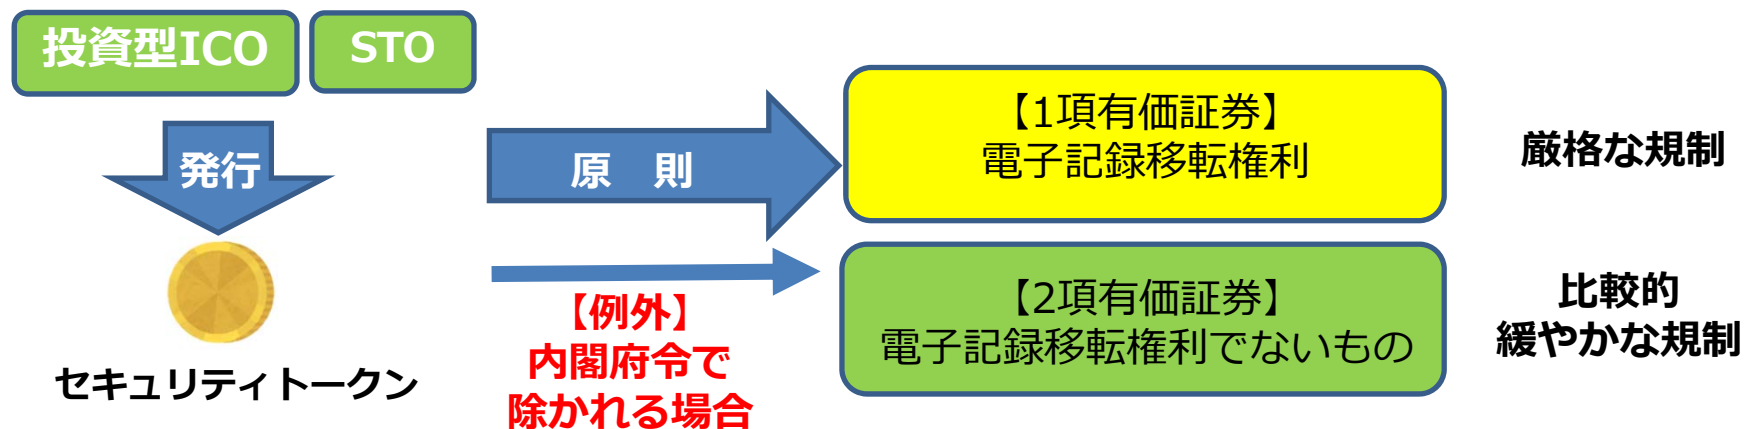 投資型ICO
STO
発行
セキュリティトークン
原　則
【例外】
内閣府令で
除かれる場合
【1項有価証券】
電子記録移転権利
厳格な規制
【2項有価証券】
電子記録移転権利でないもの
比較的
緩やかな規制